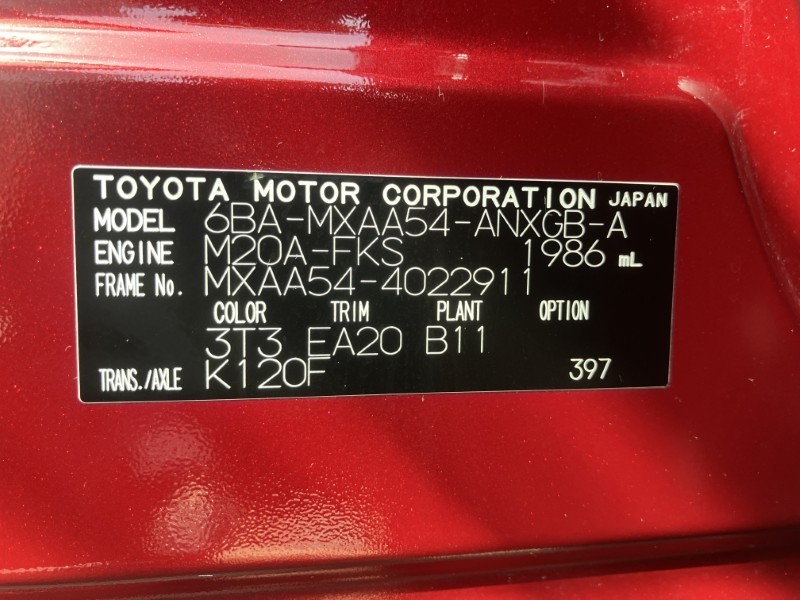 TOYOTA MOTOR CORPORATION JAPAN
MODEL 6BA-MXAA54-ANXGB-A
ENGINE M20A-FKS 1986 mL
FRAME No. MXAA54-4022911
COLOR TRIM PLANT OPTION
3T3 EA20 B11
TRANS./AXLE K120F 397